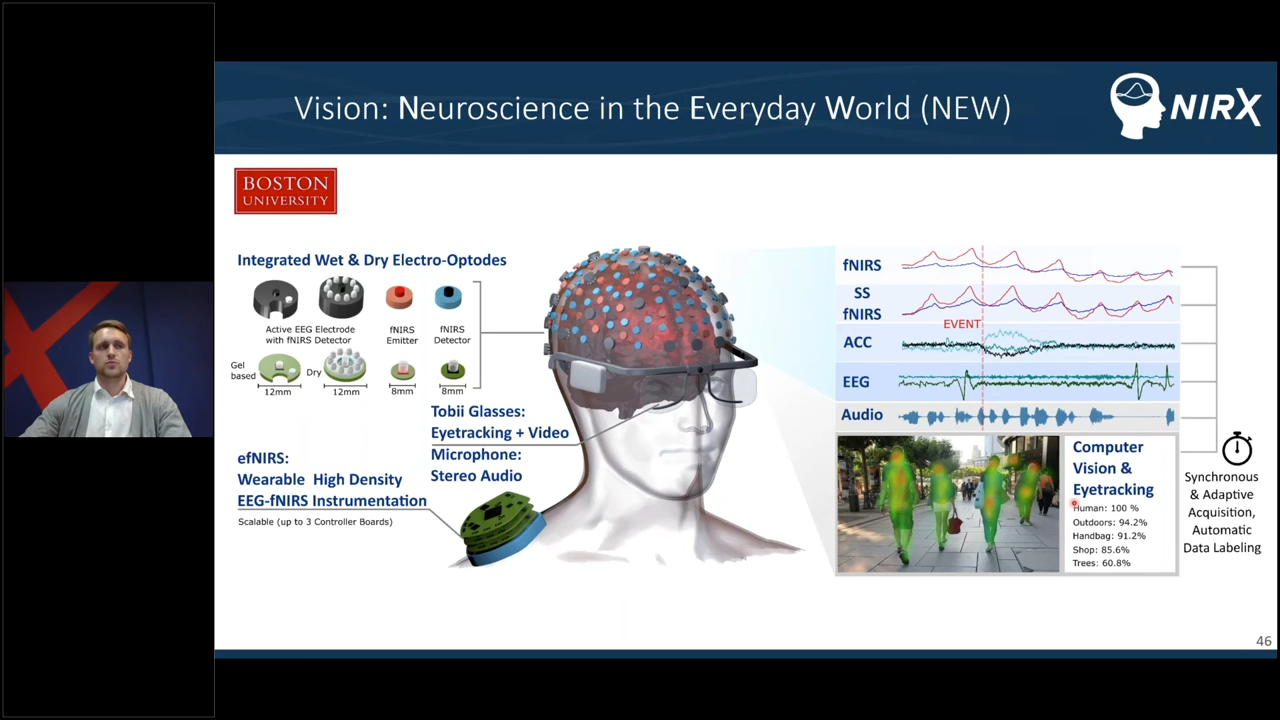 Vision: Neuroscience in the Everyday World (NEW)
NIRX
BOSTON
UNIVERSITY
Integrated Wet & Dry Electro-Optodes
Active EEG Electrode
with fNIRS Detector
fNIRS
Emitter
fNIRS
Detector
Gel
based
Dry
12mm
12mm
8mm
8mm
Tobii Glasses:
Eyetracking + Video
Microphone:
Stereo Audio
efNIRS:
Wearable High Density
EEG-fNIRS Instrumentation
Scalable (up to 3 Controller Boards)
fNIRS
SS
fNIRS
EVENT
ACC
EEG
Audio
Computer
Vision &
Eyetracking
Human: 100 %
Outdoors: 94.2%
Handbag: 91.2%
Shop: 85.6%
Trees: 60.8%
Synchronous
& Adaptive
Acquisition,
Automatic
Data Labeling
46